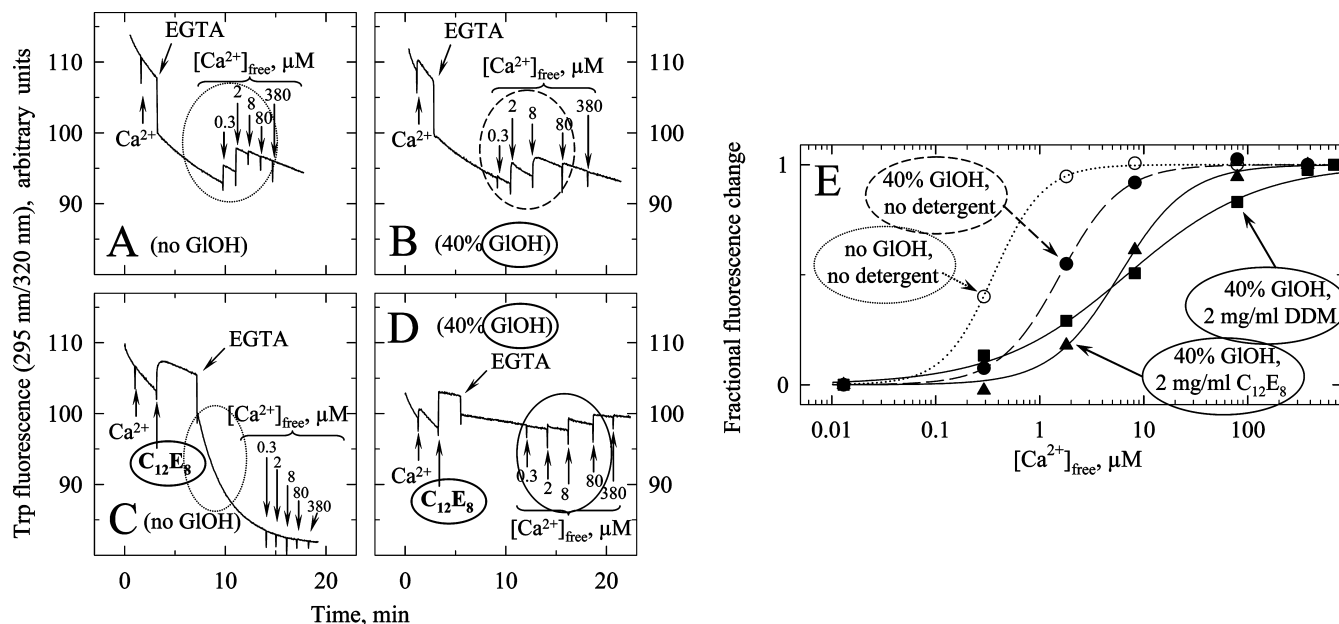 Trp fluorescence (295 nm/320 nm), arbitrary units
110
100
90
110
100
90
EGTA
[Ca²⁺]free, μM
0.3
2
8
80
380
Ca²⁺
A (no GlOH)
EGTA
[Ca²⁺]free, μM
0.3
2
8
80
380
B (40% GlOH)
110
100
90
EGTA
[Ca²⁺]free, μM
0.3
2
8
80
380
Ca²⁺
C₁₂E₈
C (no GlOH)
0
10
20
D (40% GlOH)
EGTA
Ca²⁺
C₁₂E₈
0.3
2
8
80
380
[Ca²⁺]free, μM
110
100
90
0
10
20
Time, min
Fractional fluorescence change
1
0
E
40% GlOH,
no detergent
no GlOH,
no detergent
40% GlOH,
2 mg/ml DDM
40% GlOH,
2 mg/ml C₁₂E₈
0.01
0.1
1
10
100
[Ca²⁺]free, μM